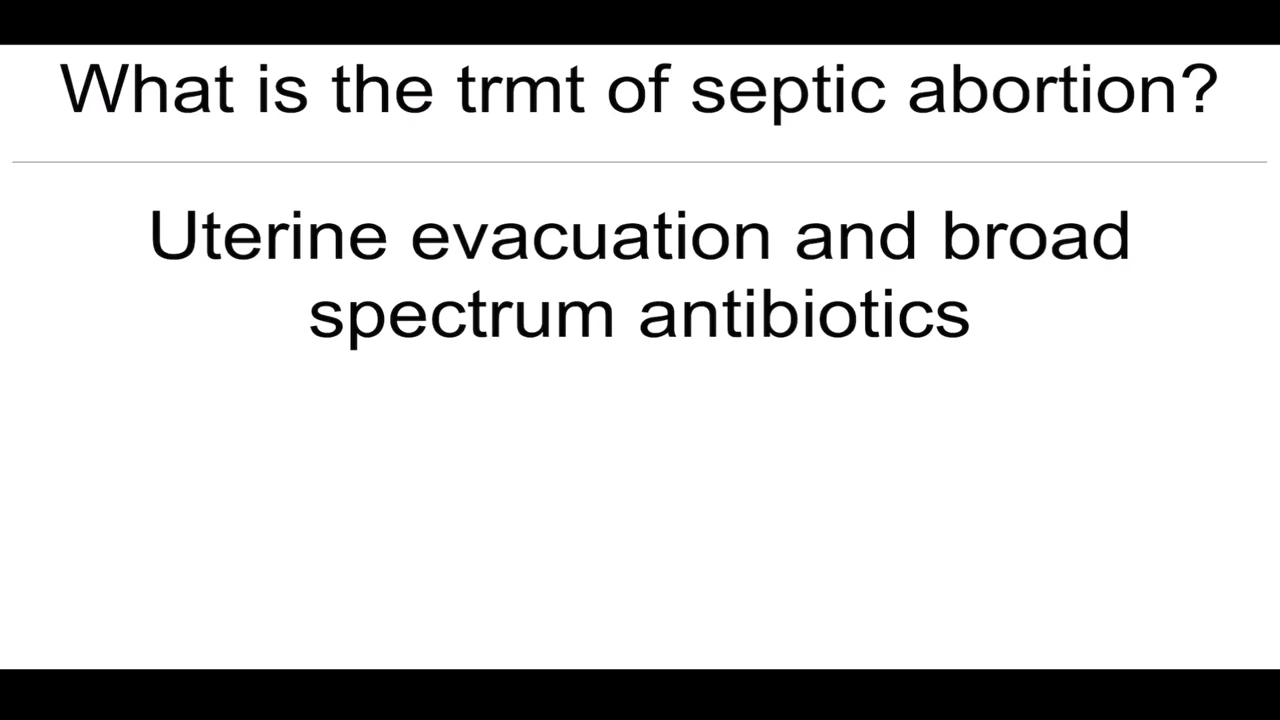 What is the trmt of septic abortion?
Uterine evacuation and broad
spectrum antibiotics